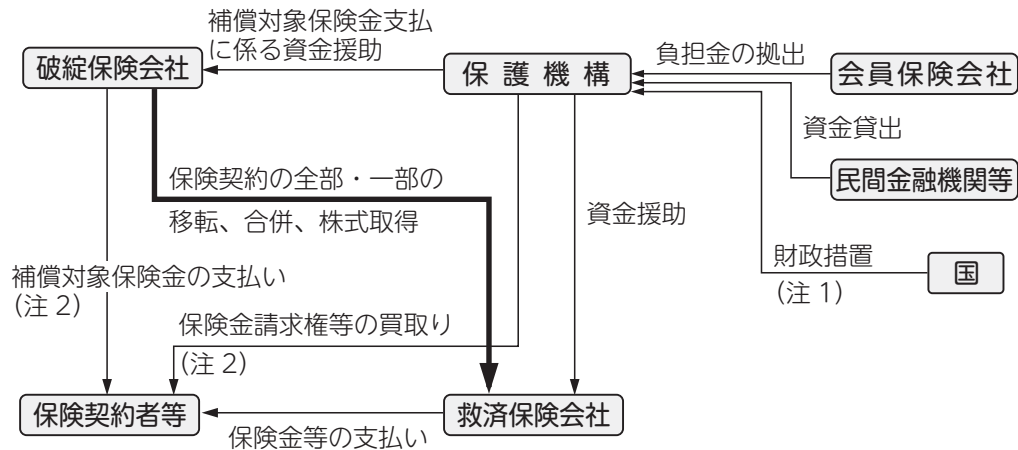 補償対象保険金支払
に係る資金援助
破綻保険会社
保護機構
負担金の拠出
会員保険会社
資金貸出
民間金融機関等
保険契約の全部・一部の
移転、合併、株式取得
資金援助
財政措置
(注 1)
国
補償対象保険金の支払い
(注 2)
保険金請求権等の買取り
(注 2)
保険契約者等
救済保険会社
保険金等の支払い